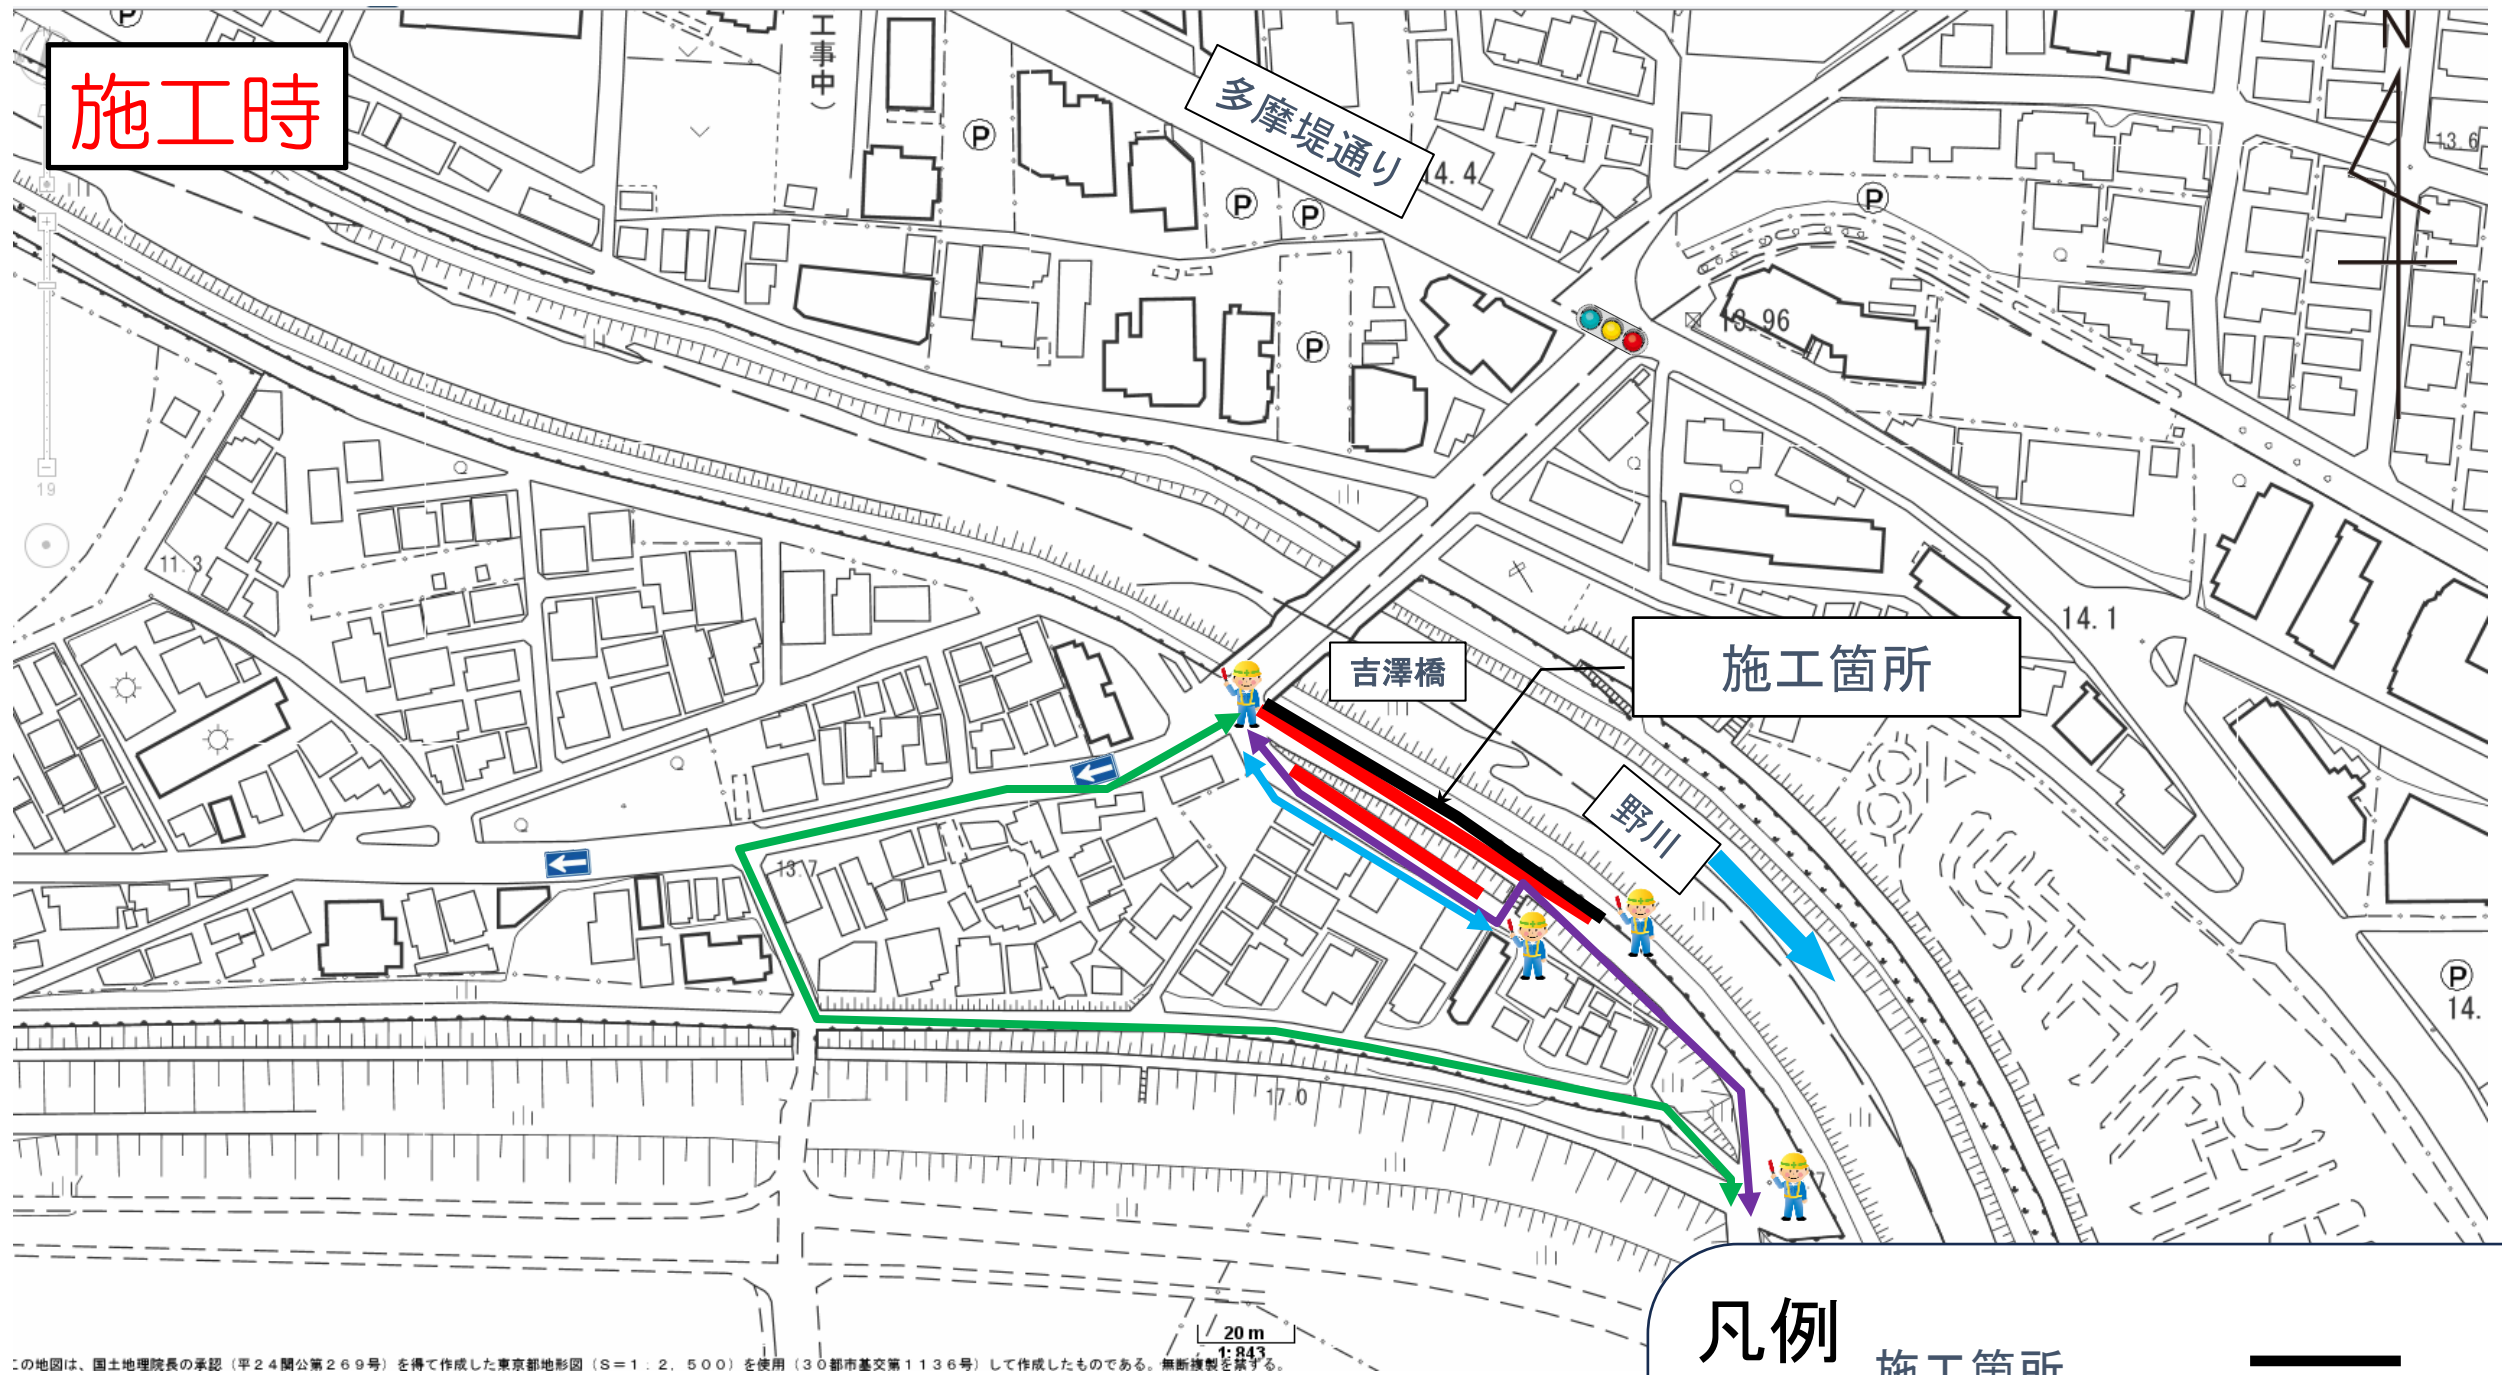 施工時
工事中）
P
P
P
P
P
P
P
N
多摩堤通り
14.4
13.6
13.96
19
11.3
14.1
吉澤橋
施工箇所
野川
13.7
17.0
14.
凡例
施工箇所
20 m
1:843
この地図は、国土地理院長の承認（平２４関公第２６９号）を得て作成した東京都地形図（Ｓ＝１：２，５００）を使用（３０都市基交第１１３６号）して作成したものである。無断複製を禁ずる。